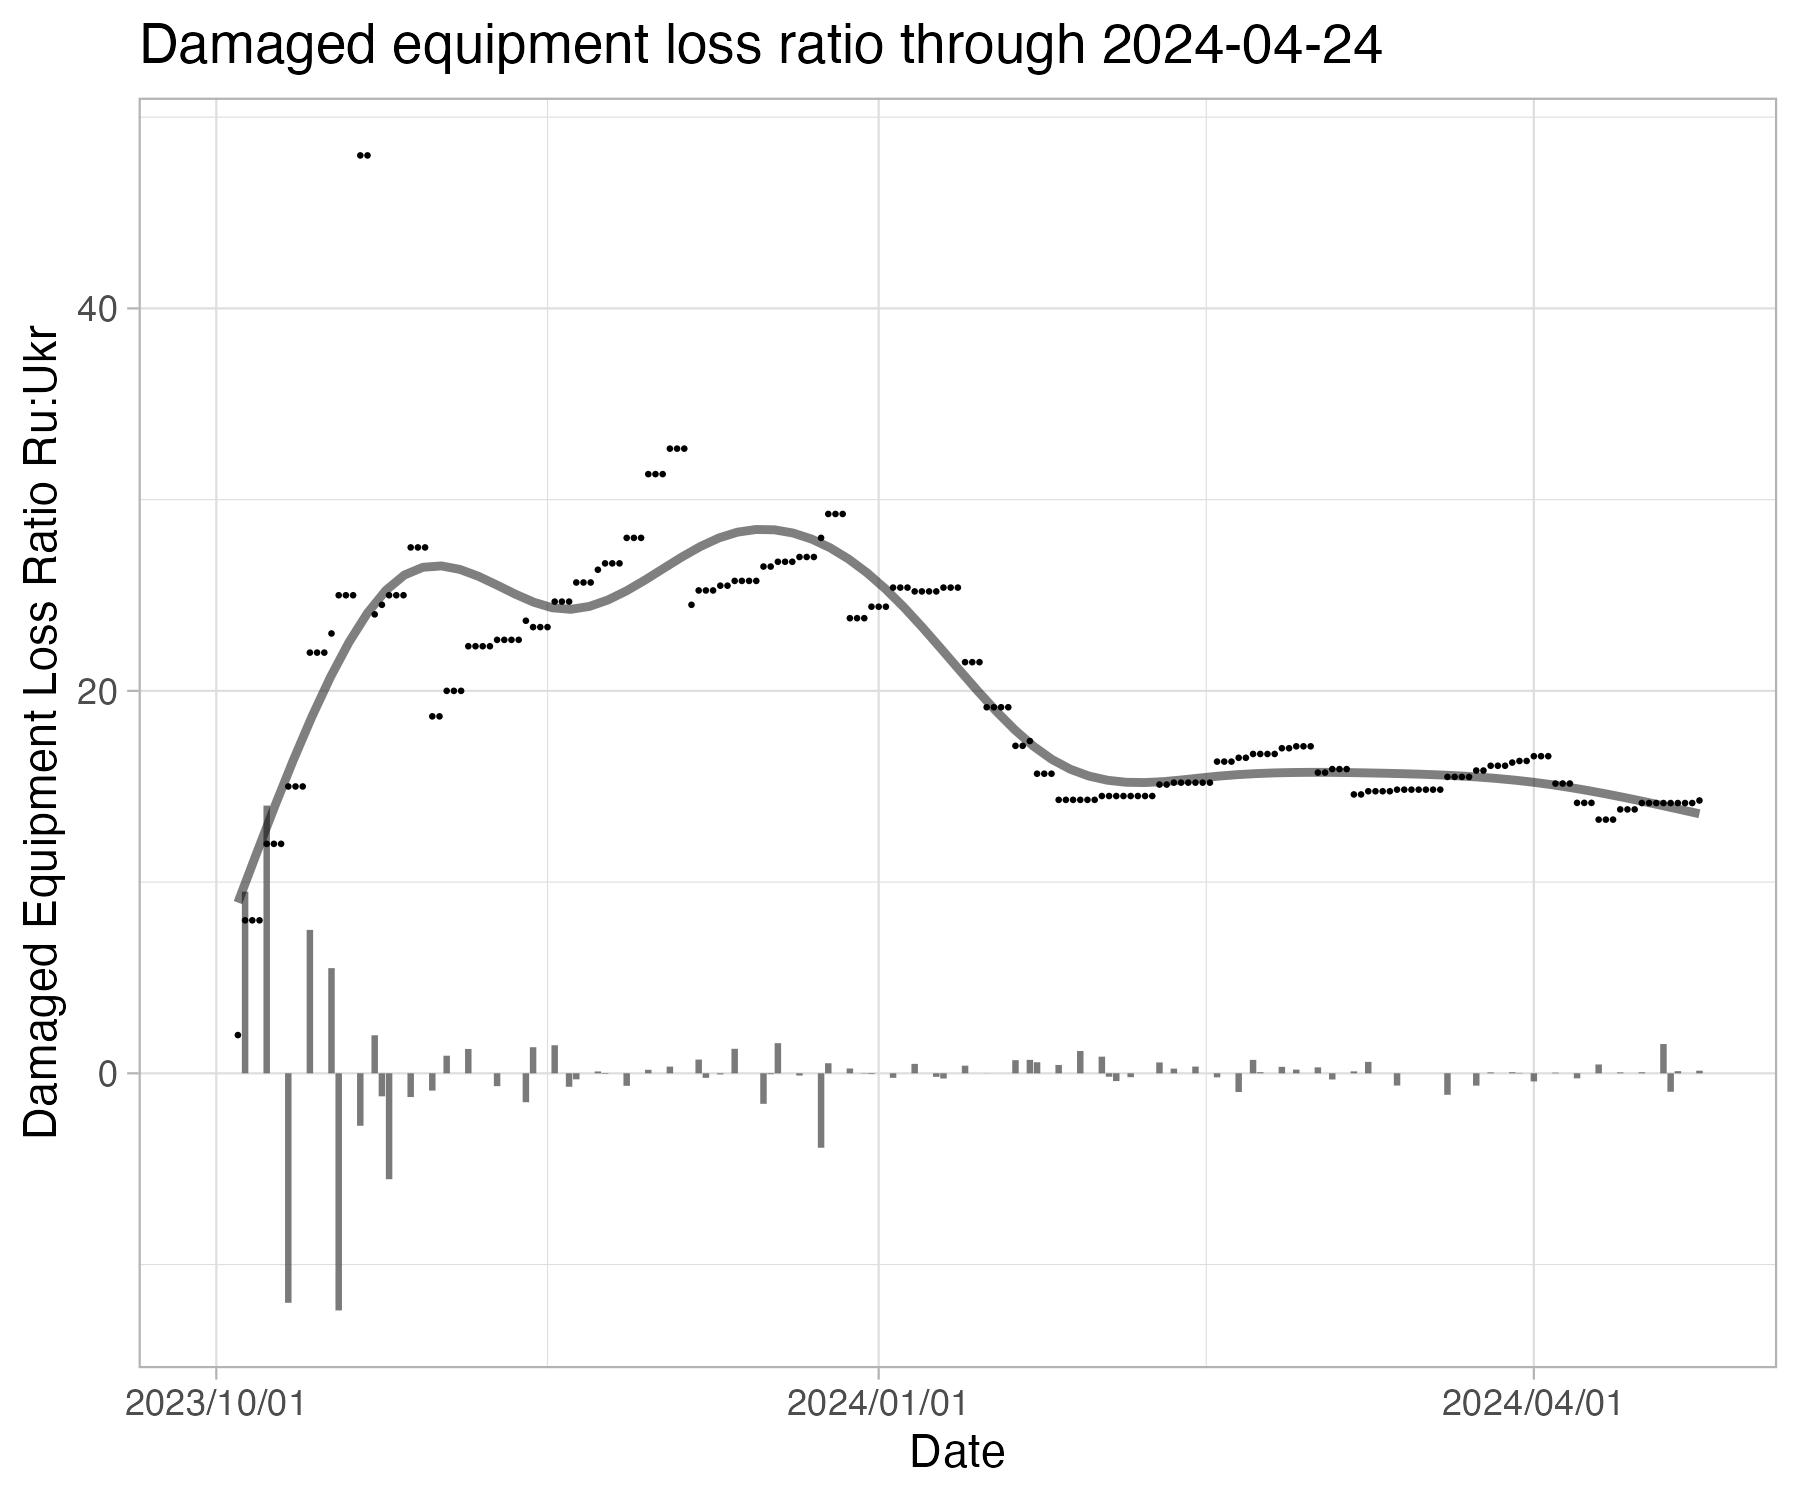 Damaged equipment loss ratio through 2024-04-24
Damaged Equipment Loss Ratio Ru:Ukr
40
20
0
2023/10/01
2024/01/01
2024/04/01
Date